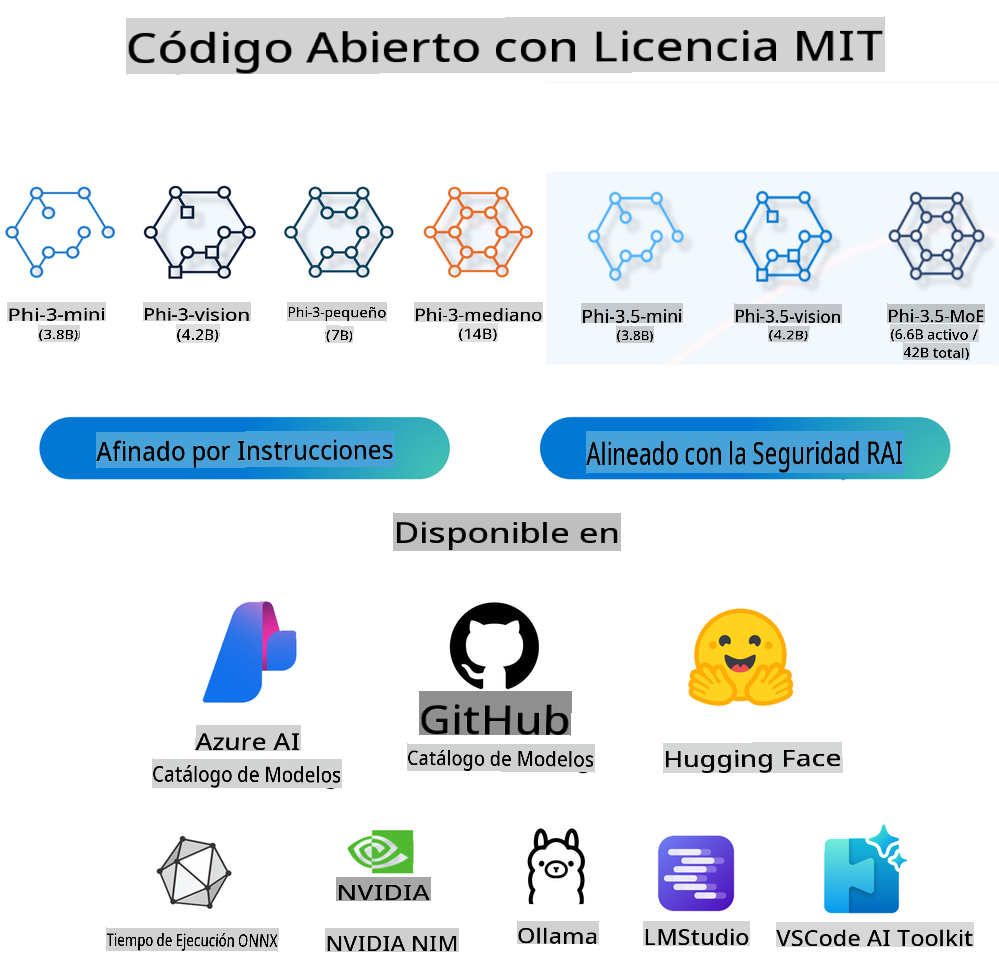 Código Abierto con Licencia MIT
Phi-3-mini
(3.8B)
Phi-3-vision
(4.2B)
Phi-3-pequeño
(7B)
Phi-3-mediano
(14B)
Phi-3.5-mini
(3.8B)
Phi-3.5-vision
(4.2B)
Phi-3.5-MoE
(6.6B activo /
42B total)
Afinado por Instrucciones
Alineado con la Seguridad RAI
Disponible en
Azure AI
Catálogo de Modelos
GitHub
Catálogo de Modelos
Hugging Face
Tiempo de Ejecución ONNX
NVIDIA
NVIDIA NIM
Ollama
LMStudio
VSCode AI Toolkit